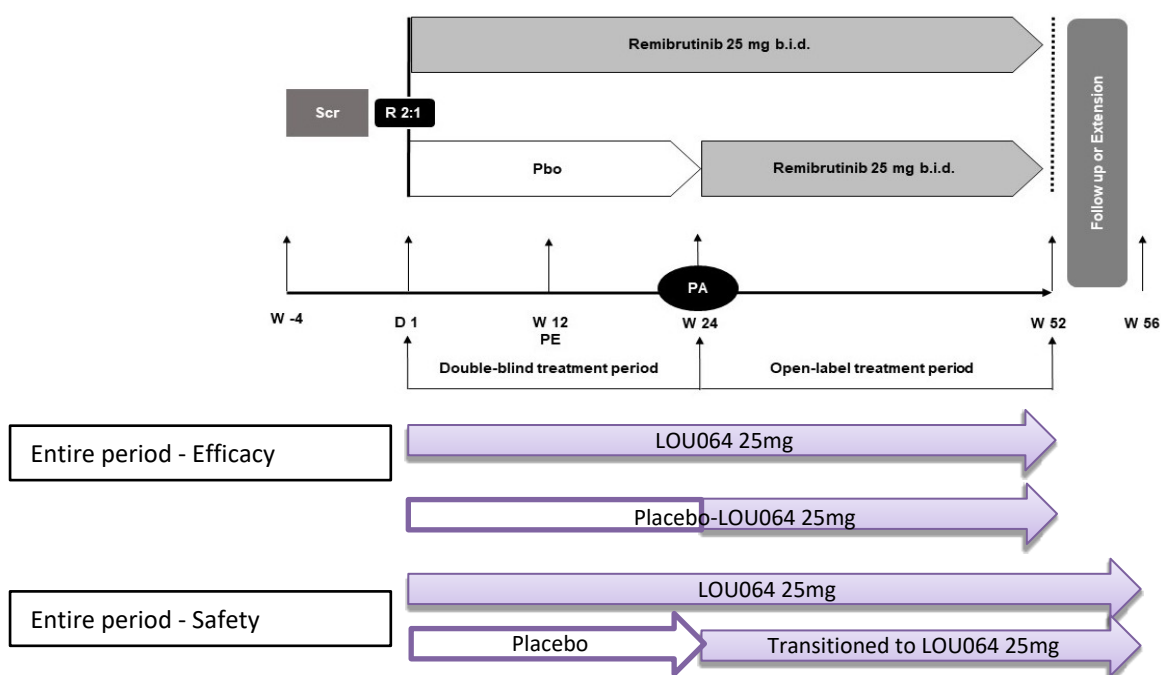 Remibrutinib 25 mg b.i.d.
Scr
R 2:1
Pbo
Remibrutinib 25 mg b.i.d.
Follow up or Extension
PA
W -4
D 1
W 12
PE
W 24
W 52
W 56
Double-blind treatment period
Open-label treatment period
Entire period - Efficacy
LOU064 25mg
Placebo-LOU064 25mg
Entire period - Safety
LOU064 25mg
Placebo
Transitioned to LOU064 25mg